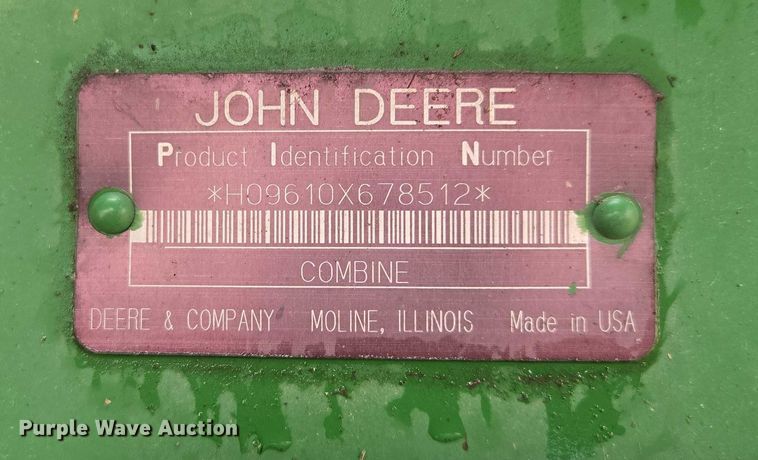 JOHN DEERE
Product Identification Number
*H09610X678512*
COMBINE
DEERE & COMPANY MOLINE, ILLINOIS Made in USA
Purple Wave Auction